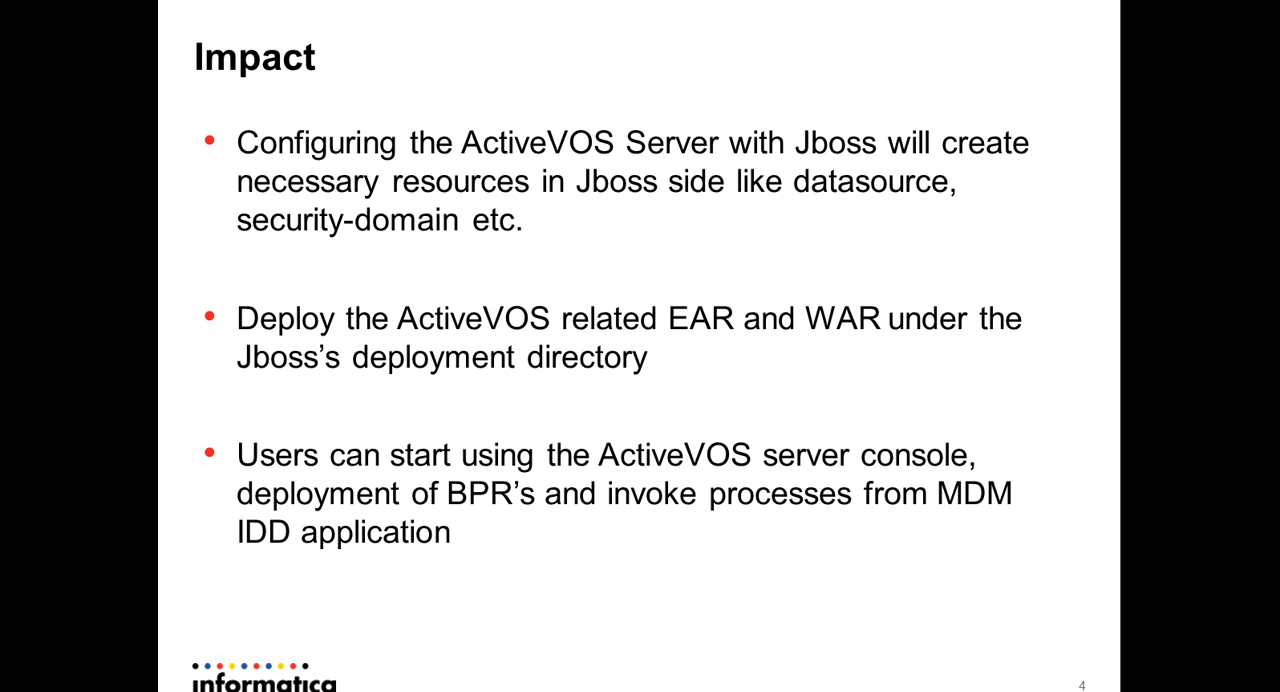 Impact
• Configuring the ActiveVOS Server with Jboss will create
necessary resources in Jboss side like datasource,
security-domain etc.
• Deploy the ActiveVOS related EAR and WAR under the
Jboss’s deployment directory
• Users can start using the ActiveVOS server console,
deployment of BPR’s and invoke processes from MDM
IDD application
informatica
4